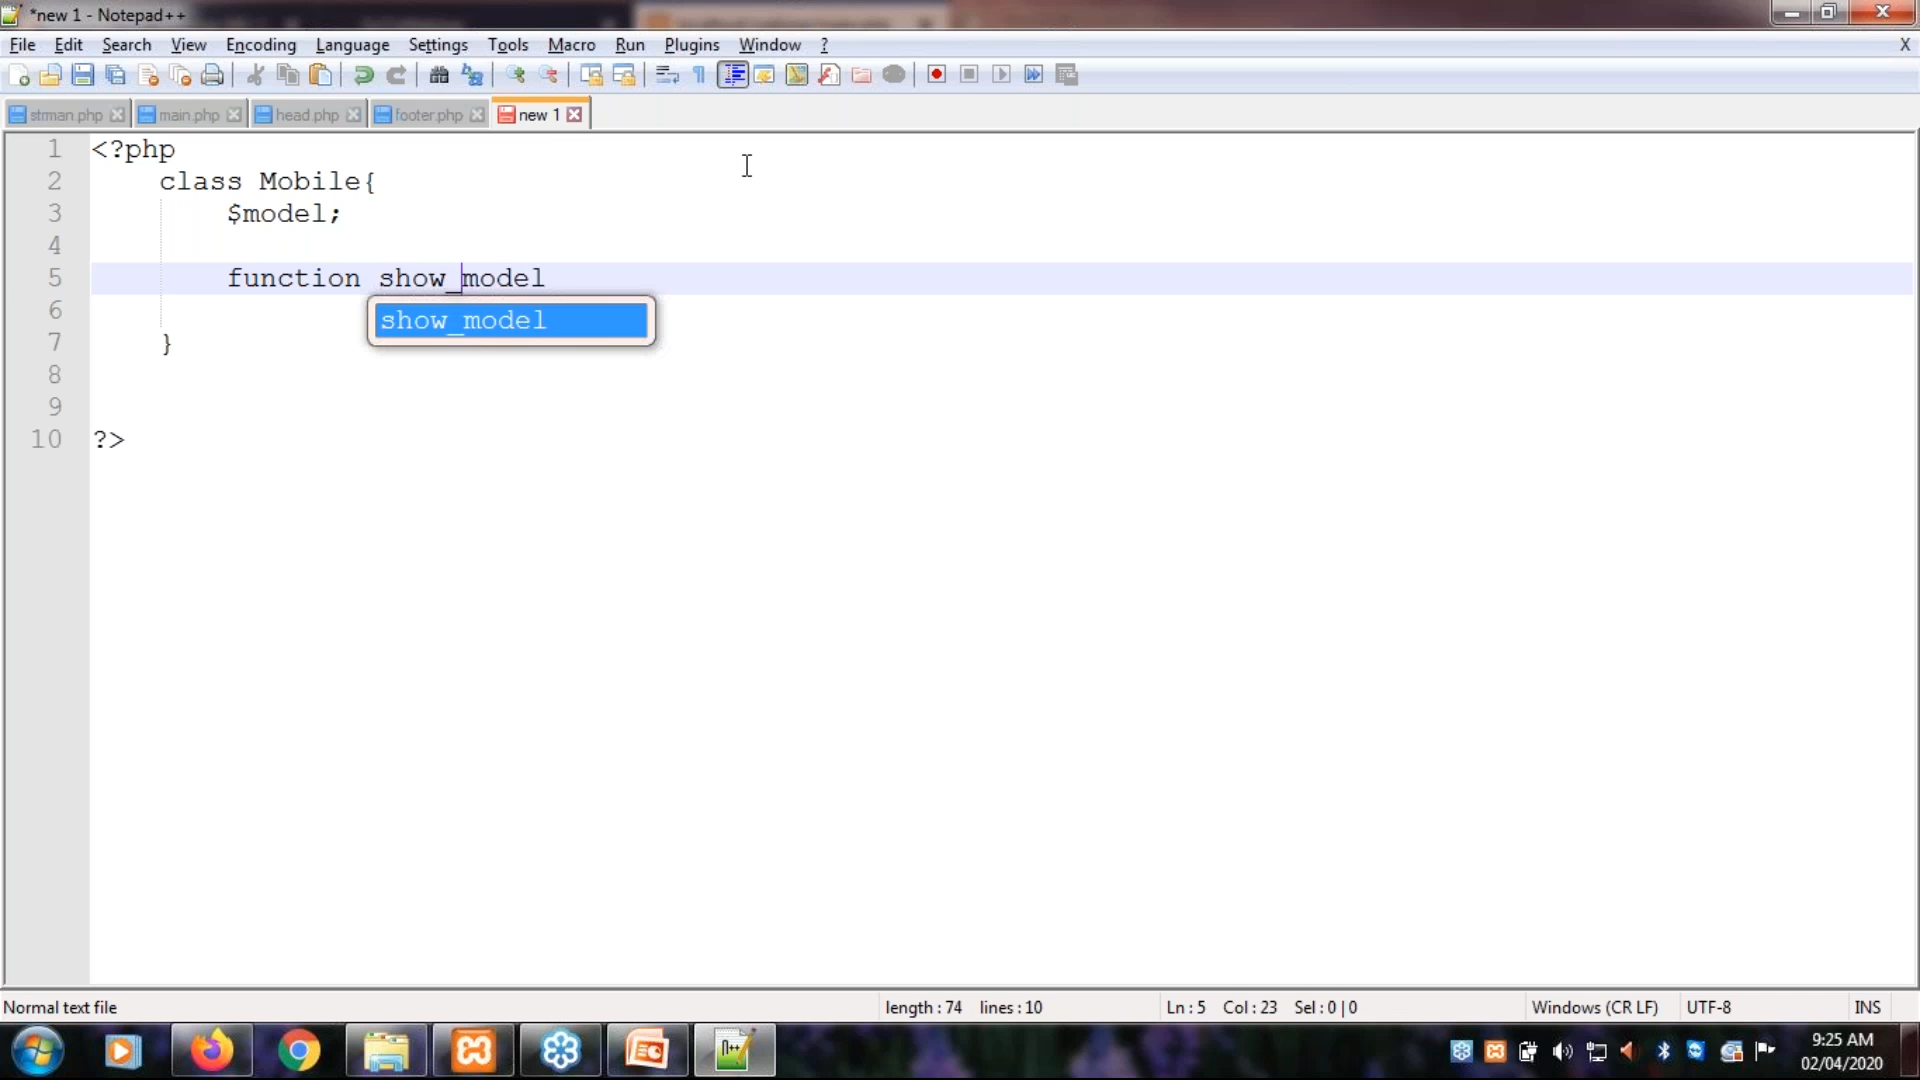 *new 1 - Notepad++
File Edit Search View Encoding Language Settings Tools Macro Run Plugins Window ? X
stman.php main.php head.php footer.php new 1
1 <?php
2 class Mobile{
3 $model;
4
5 function show_model
show_model
6
7 }
8
9
10 ?>
Normal text file length : 74 lines : 10 Ln : 5 Col : 23 Sel : 0 | 0 Windows (CR LF) UTF-8 INS
9:25 AM
02/04/2020